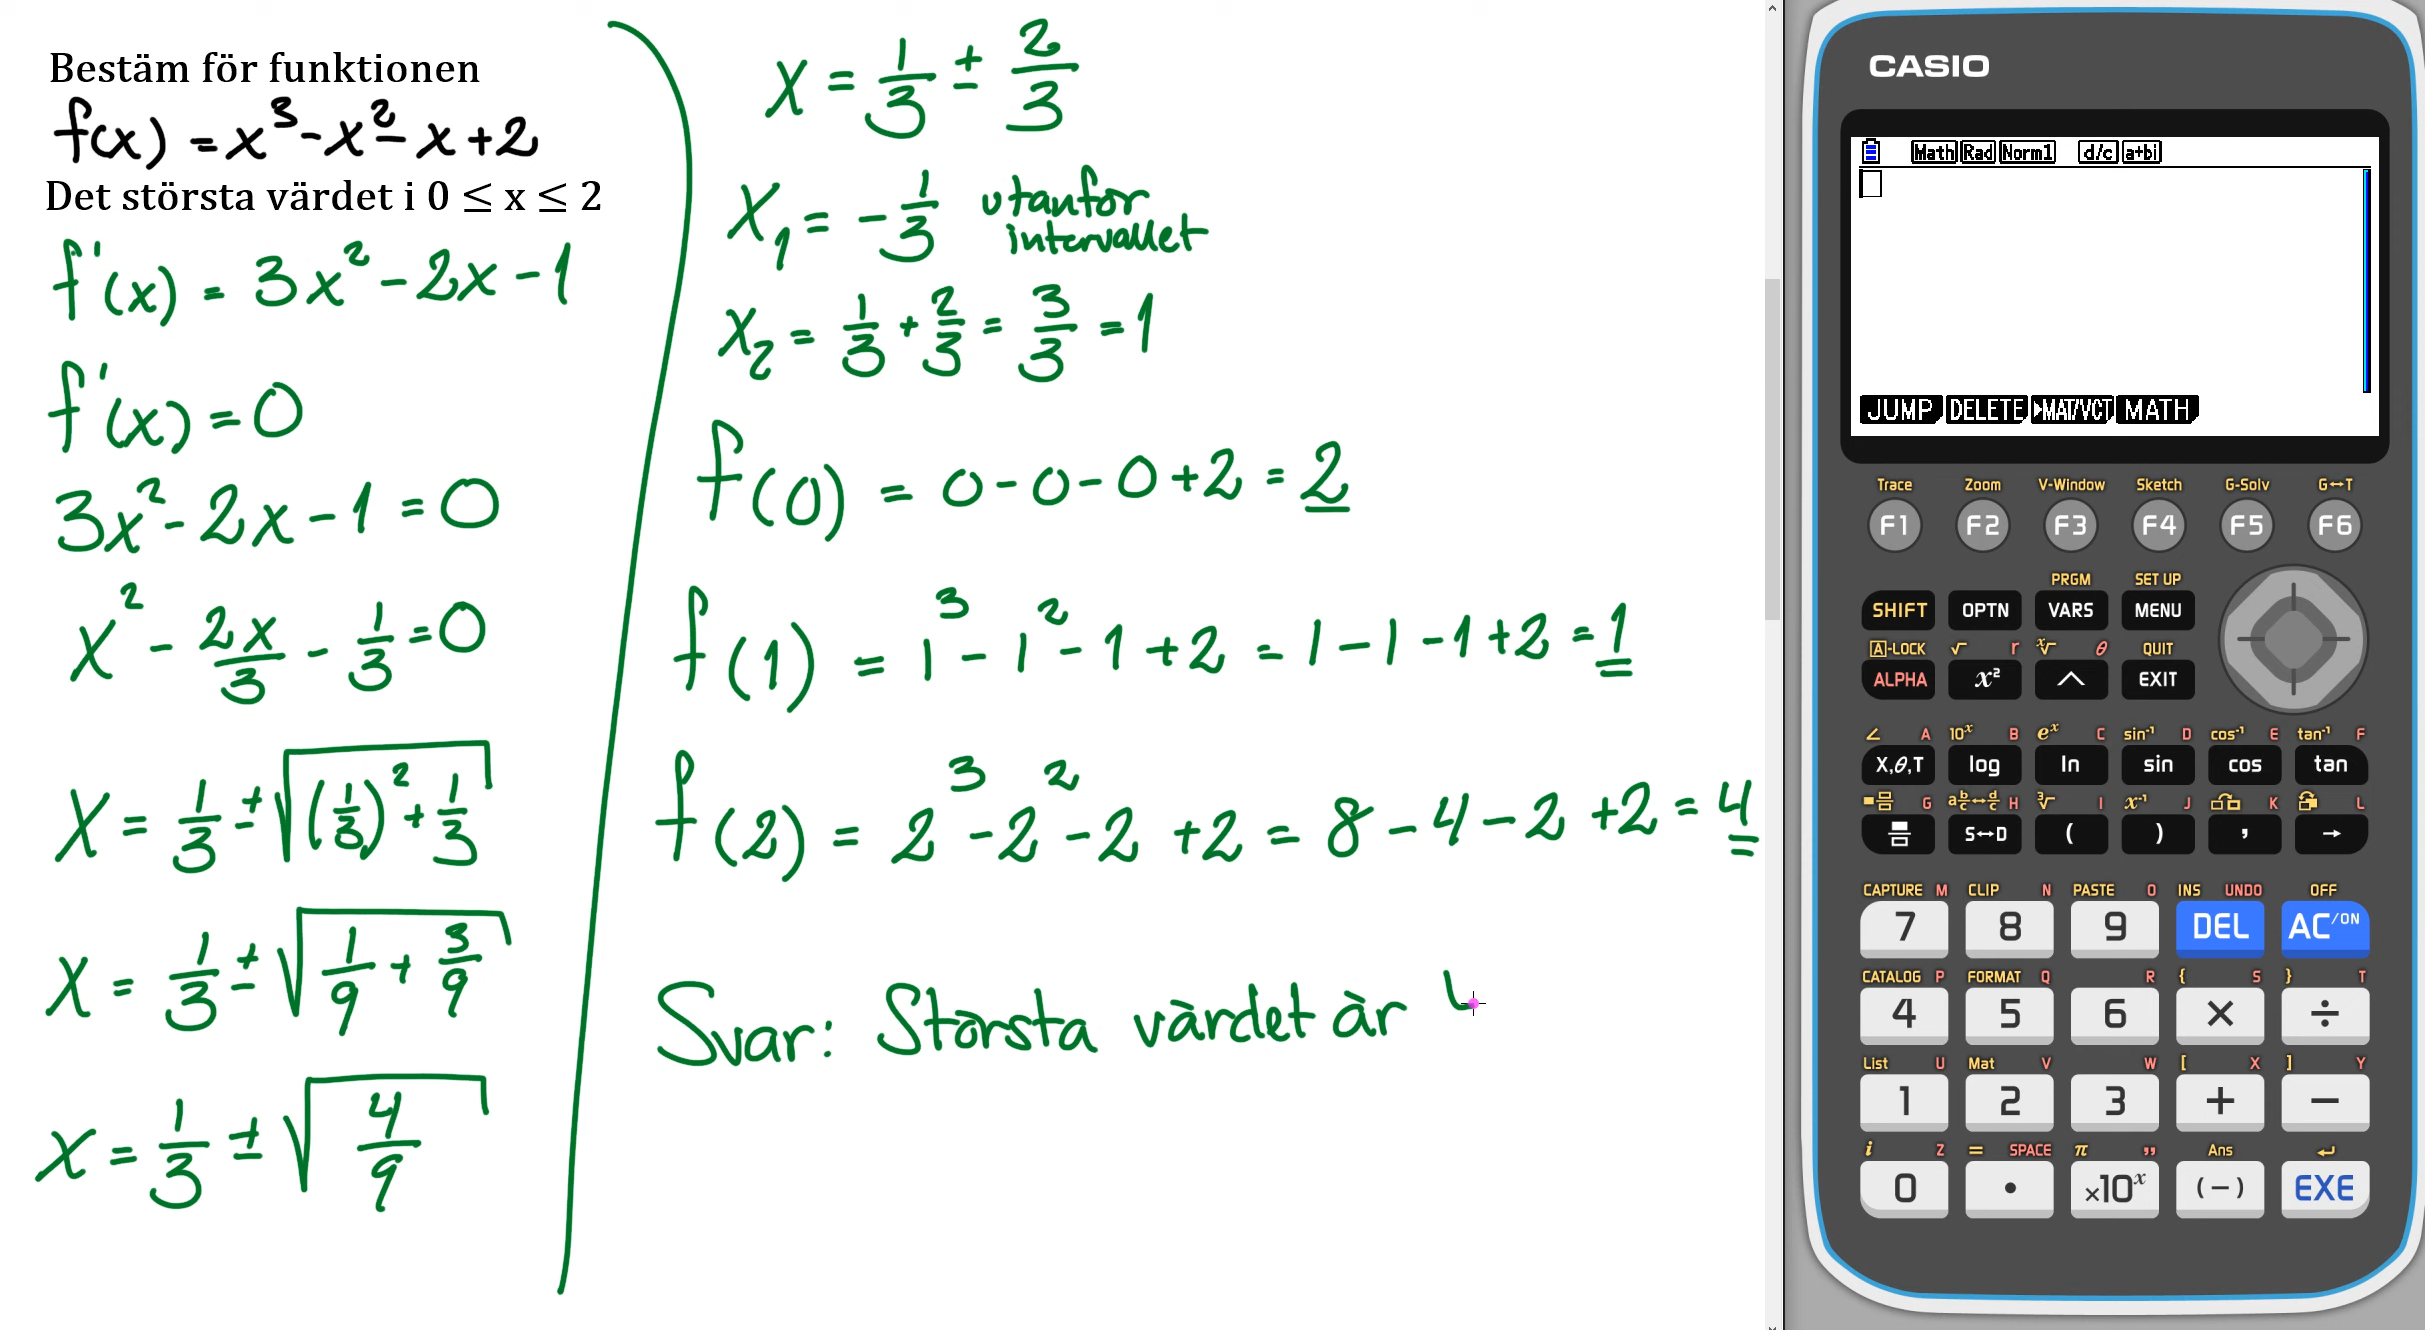 Bestäm för funktionen
f(x) = x³ - x² - x + 2
Det största värdet i 0 ≤ x ≤ 2
f'(x) = 3x² - 2x - 1
f'(x) = 0
3x² - 2x - 1 = 0
x² - 2x/3 - 1/3 = 0
x = 1/3 ± √((1/3)² + 1/3)
x = 1/3 ± √(1/9 + 3/9)
x = 1/3 ± √(4/9)
x = 1/3 ± 2/3
x₁ = -1/3 utanför
intervallet
x₂ = 1/3 + 2/3 = 3/3 = 1
f(0) = 0 - 0 - 0 + 2 = 2
f(1) = 1³ - 1² - 1 + 2 = 1 - 1 - 1 + 2 = 1
f(2) = 2³ - 2² - 2 + 2 = 8 - 4 - 2 + 2 = 4
Svar: Största värdet är
CASIO
Math Rad Norm1 d/c a+bi
JUMP DELETE ▶MAT/VCT MATH
Trace Zoom V-Window Sketch G-Solv G↔T
F1 F2 F3 F4 F5 F6
PRGM SET UP
SHIFT OPTN VARS MENU
A-LOCK √ r ˣ√ θ QUIT
ALPHA x² ^ EXIT
∠ A 10ˣ B eˣ C sin⁻¹ D cos⁻¹ E tan⁻¹ F
X,θ,T log ln sin cos tan
G a b/c↔d/c H ³√ I x⁻¹ J K L
S↔D ( ) , →
CAPTURE M CLIP N PASTE O INS UNDO OFF
7 8 9 DEL AC/ON
CATALOG P FORMAT Q R { S } T
4 5 6 × ÷
List U Mat V W [ X ] Y
1 2 3 + −
i Z = SPACE π " Ans ↵
0 • ×10ˣ (−) EXE